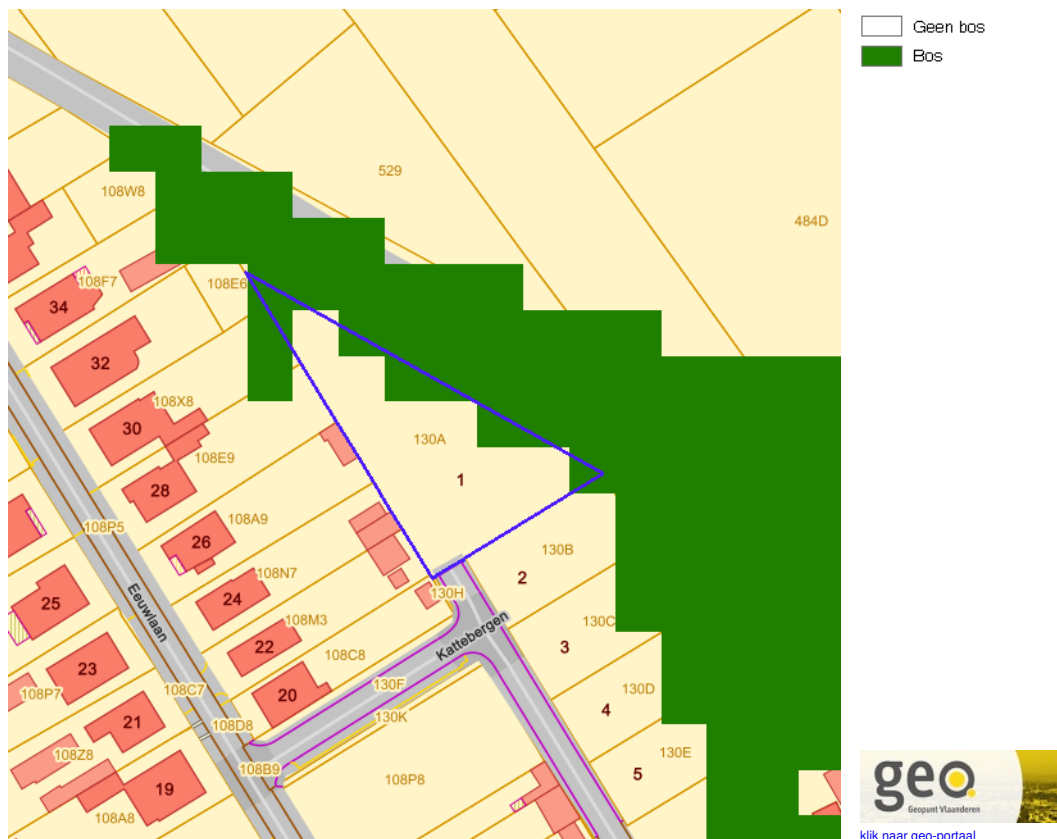 Geen bos
Bos
529
108W8
484D
108F7
108E6
34
32
108X8
30
130A
108E9
1
28
108A9
108P5
26
130B
108N7
2
Eeuwlaan
130H
25
24
108M3
130C
Kattebergen
22
3
108C8
23
130F
130D
108P7
108C7
20
4
130K
21
108D8
130E
108Z8
108B9
5
108P8
19
108A8
geo.
Geopunt Vlaanderen
klik naar geo-portaal